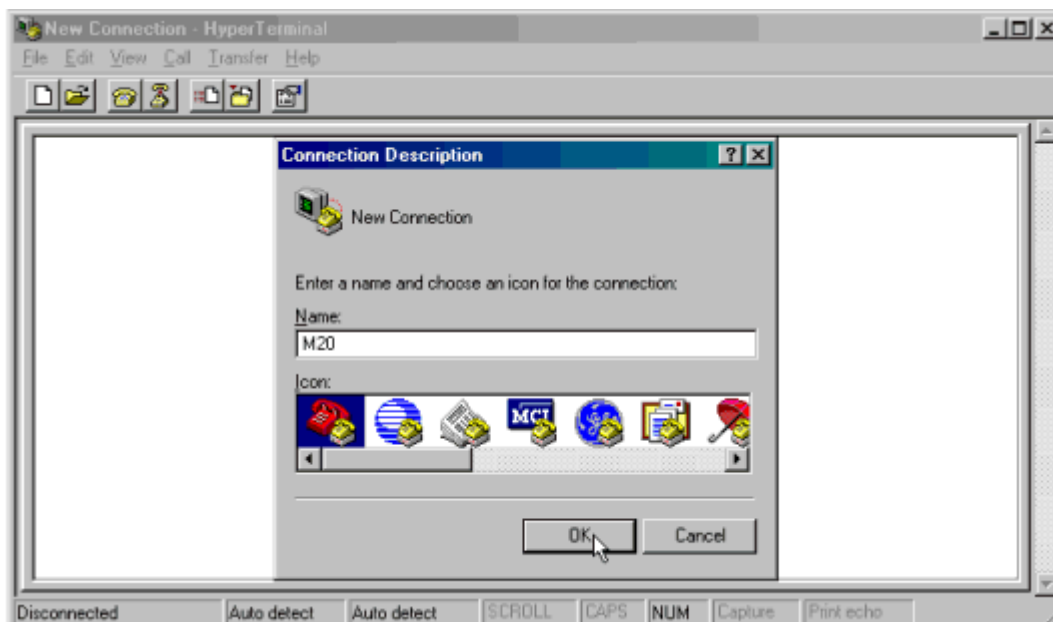 New Connection - HyperTerminal
File Edit View Call Transfer Help
Connection Description
New Connection
Enter a name and choose an icon for the connection:
Name:
M20
Icon:
MCI
OK Cancel
Disconnected Auto detect Auto detect SCROLL CAPS NUM Capture Print echo